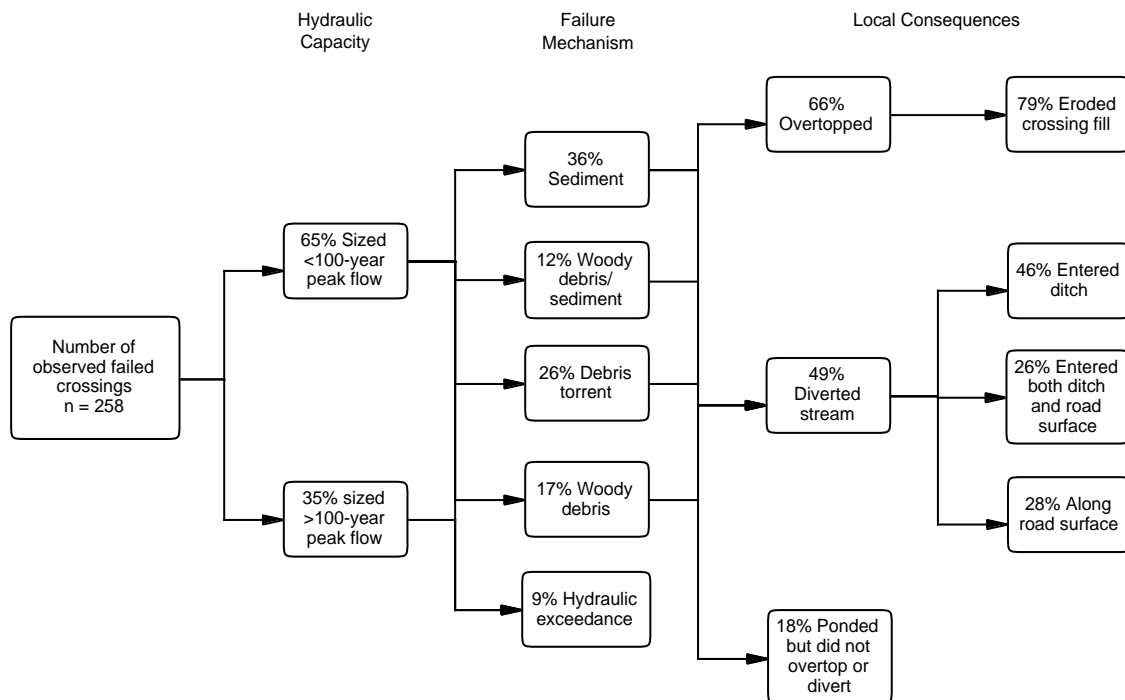 Hydraulic
Capacity
Failure
Mechanism
Local Consequences
Number of
observed failed
crossings
n = 258
65% Sized
<100-year
peak flow
35% sized
>100-year
peak flow
36%
Sediment
12% Woody
debris/
sediment
26% Debris
torrent
17% Woody
debris
9% Hydraulic
exceedance
66%
Overtopped
49%
Diverted
stream
18% Ponded
but did not
overtop or
divert
79% Eroded
crossing fill
46% Entered
ditch
26% Entered
both ditch
and road
surface
28% Along
road surface